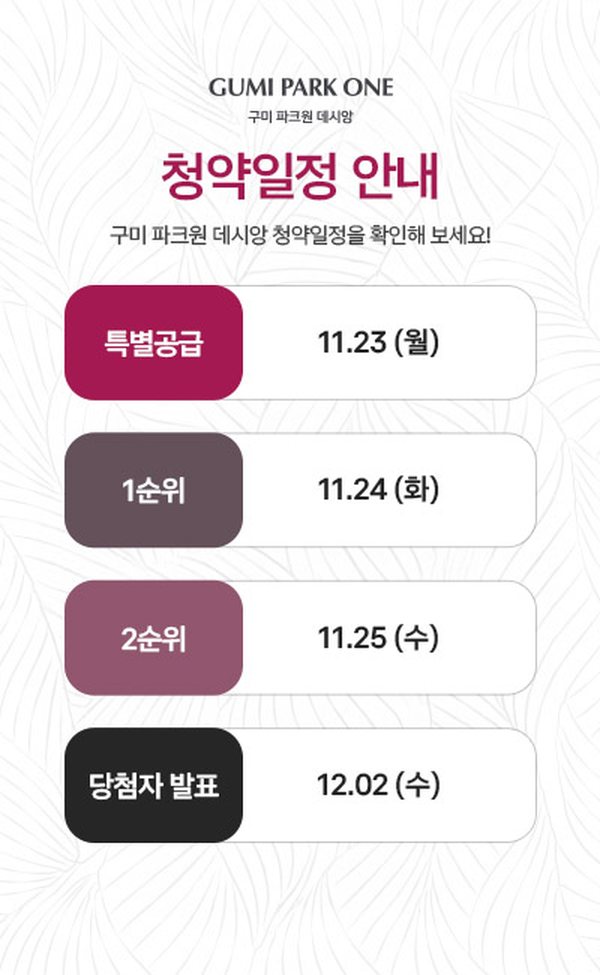 GUMI PARK ONE
구미 파크원 데시앙
청약일정 안내
구미 파크원 데시앙 청약일정을 확인해 보세요!
특별공급 11.23 (월)
1순위 11.24 (화)
2순위 11.25 (수)
당첨자 발표 12.02 (수)